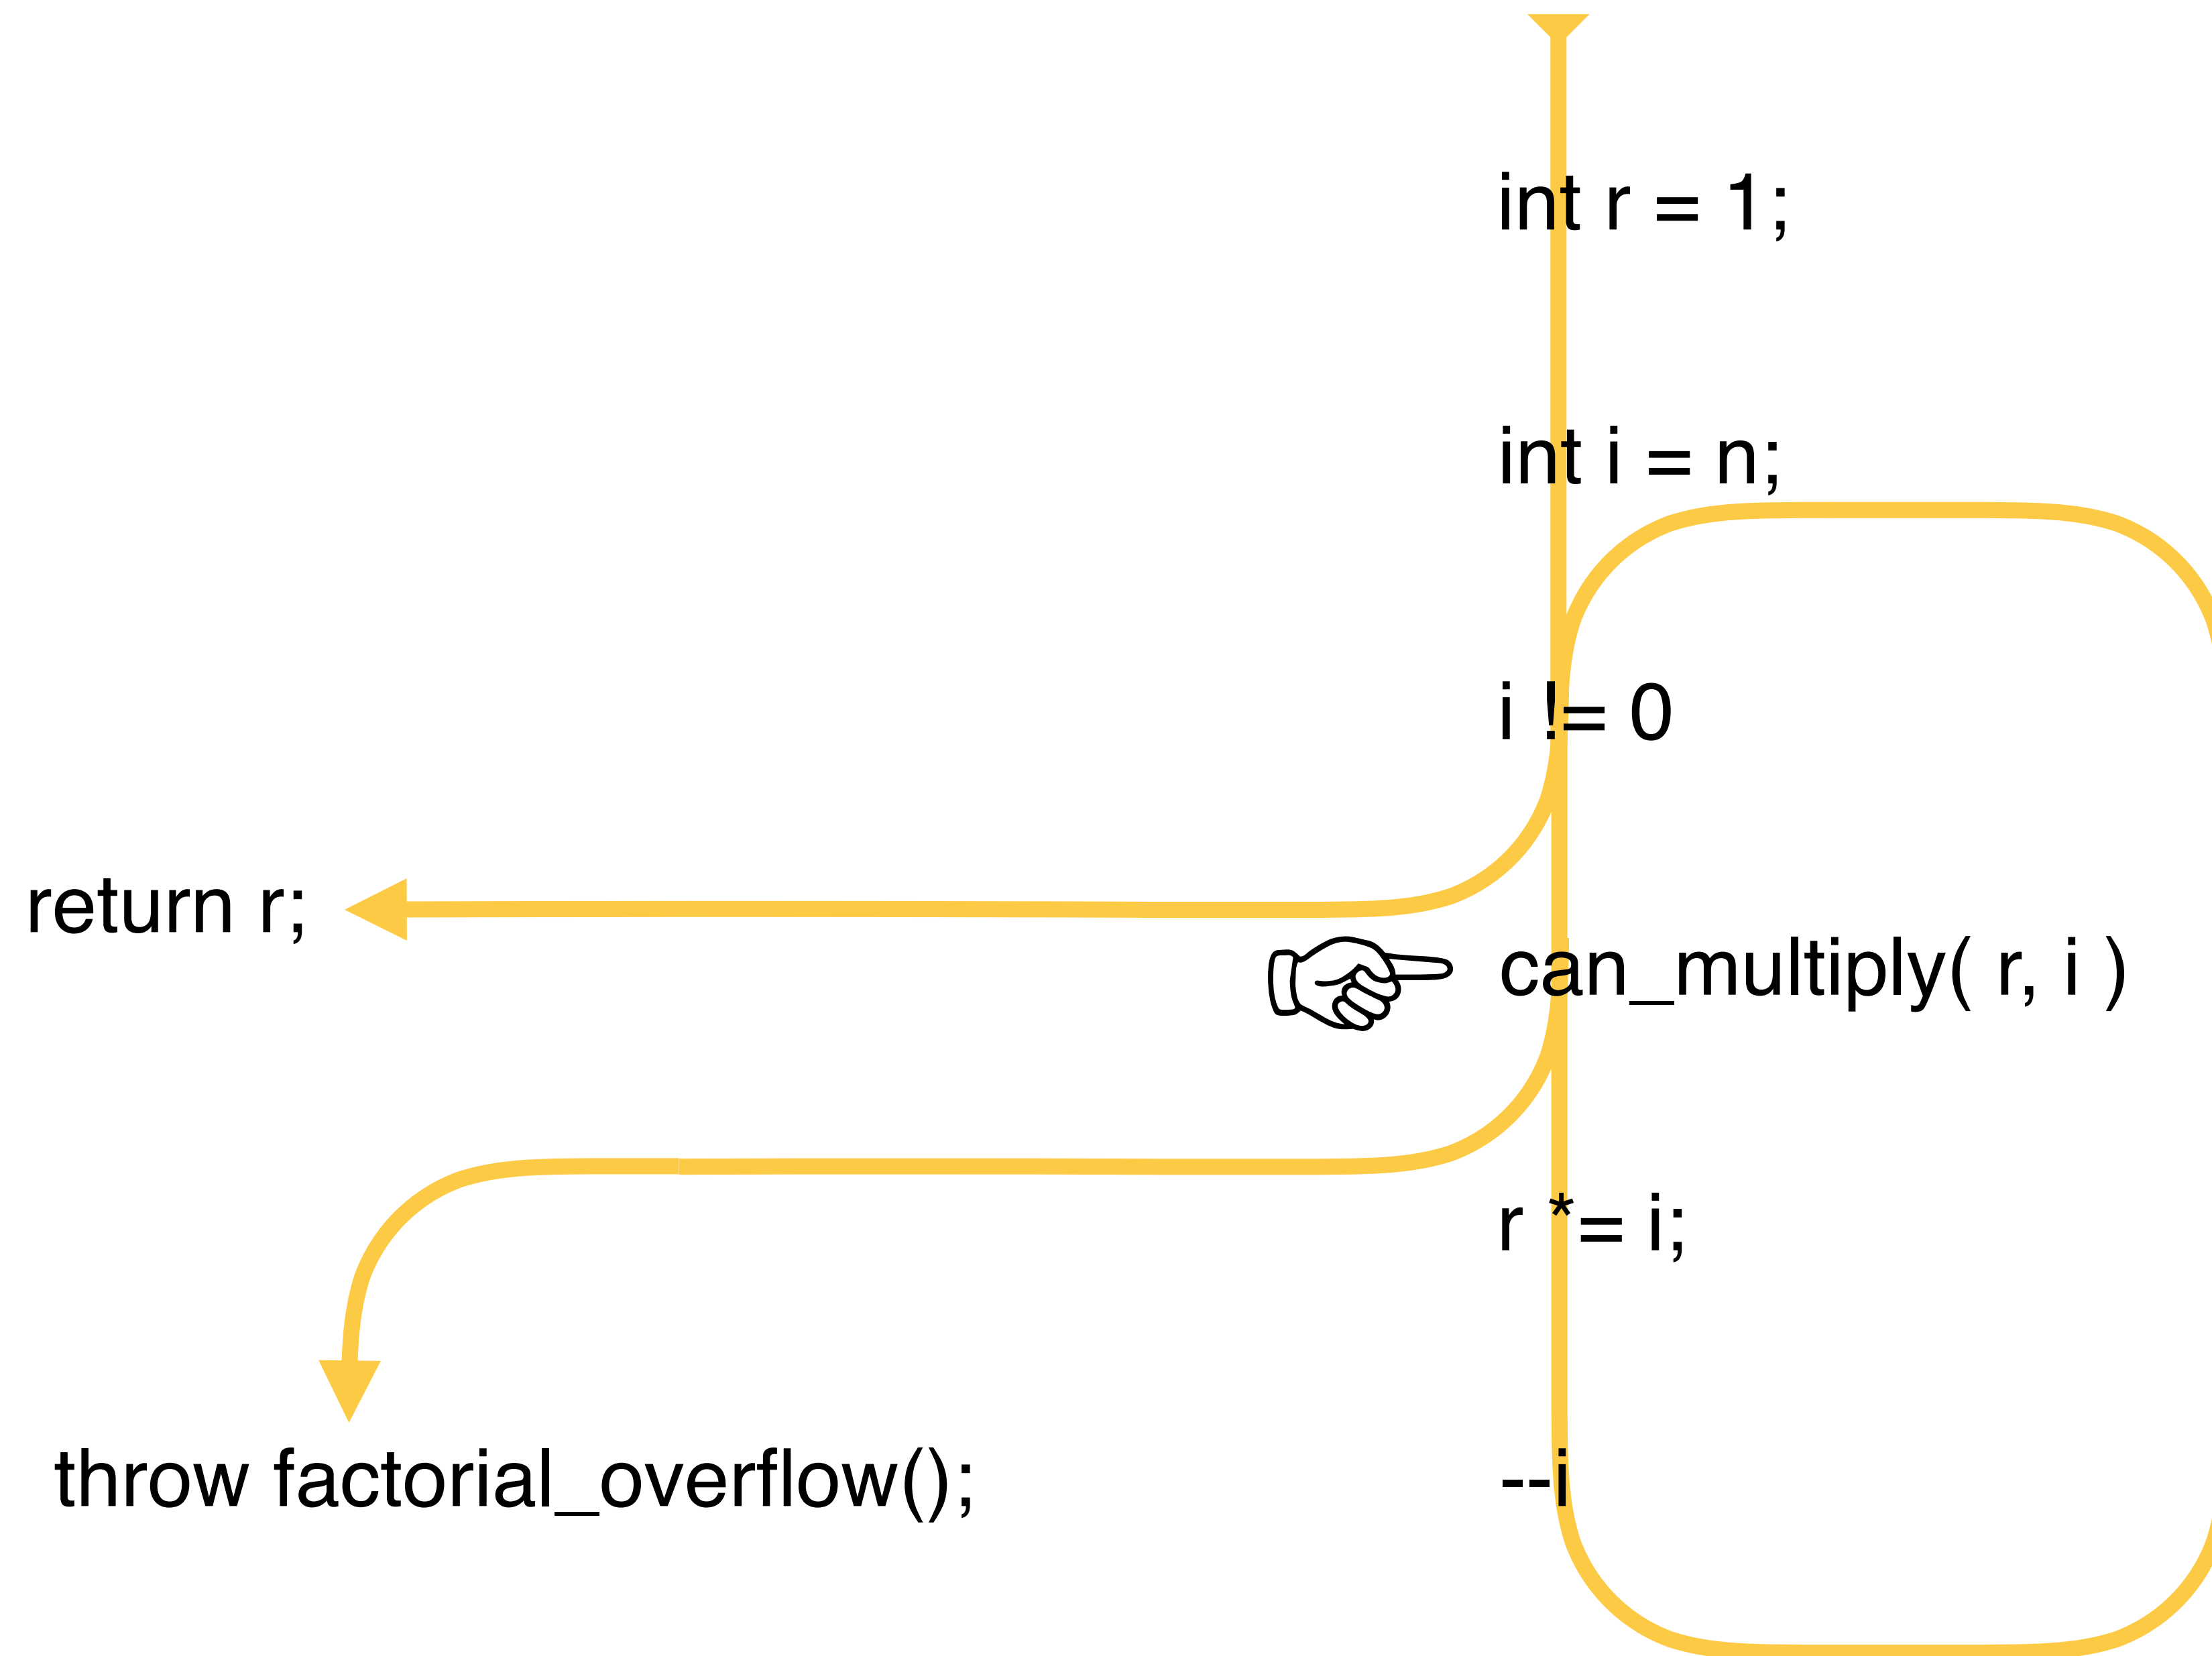 int r = 1;
int i = n;
i != 0
return r;
can_multiply( r, i )
r *= i;
throw factorial_overflow();
--i